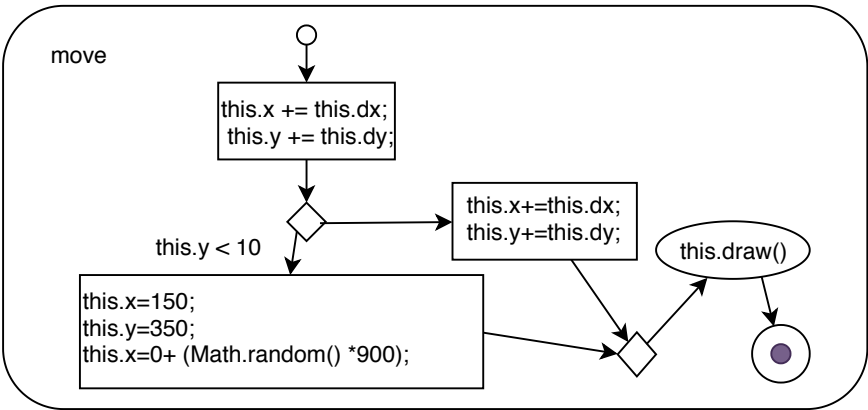 move
this.x += this.dx;
this.y += this.dy;
this.x+=this.dx;
this.y+=this.dy;
this.y < 10
this.draw()
this.x=150;
this.y=350;
this.x=0+ (Math.random() *900);